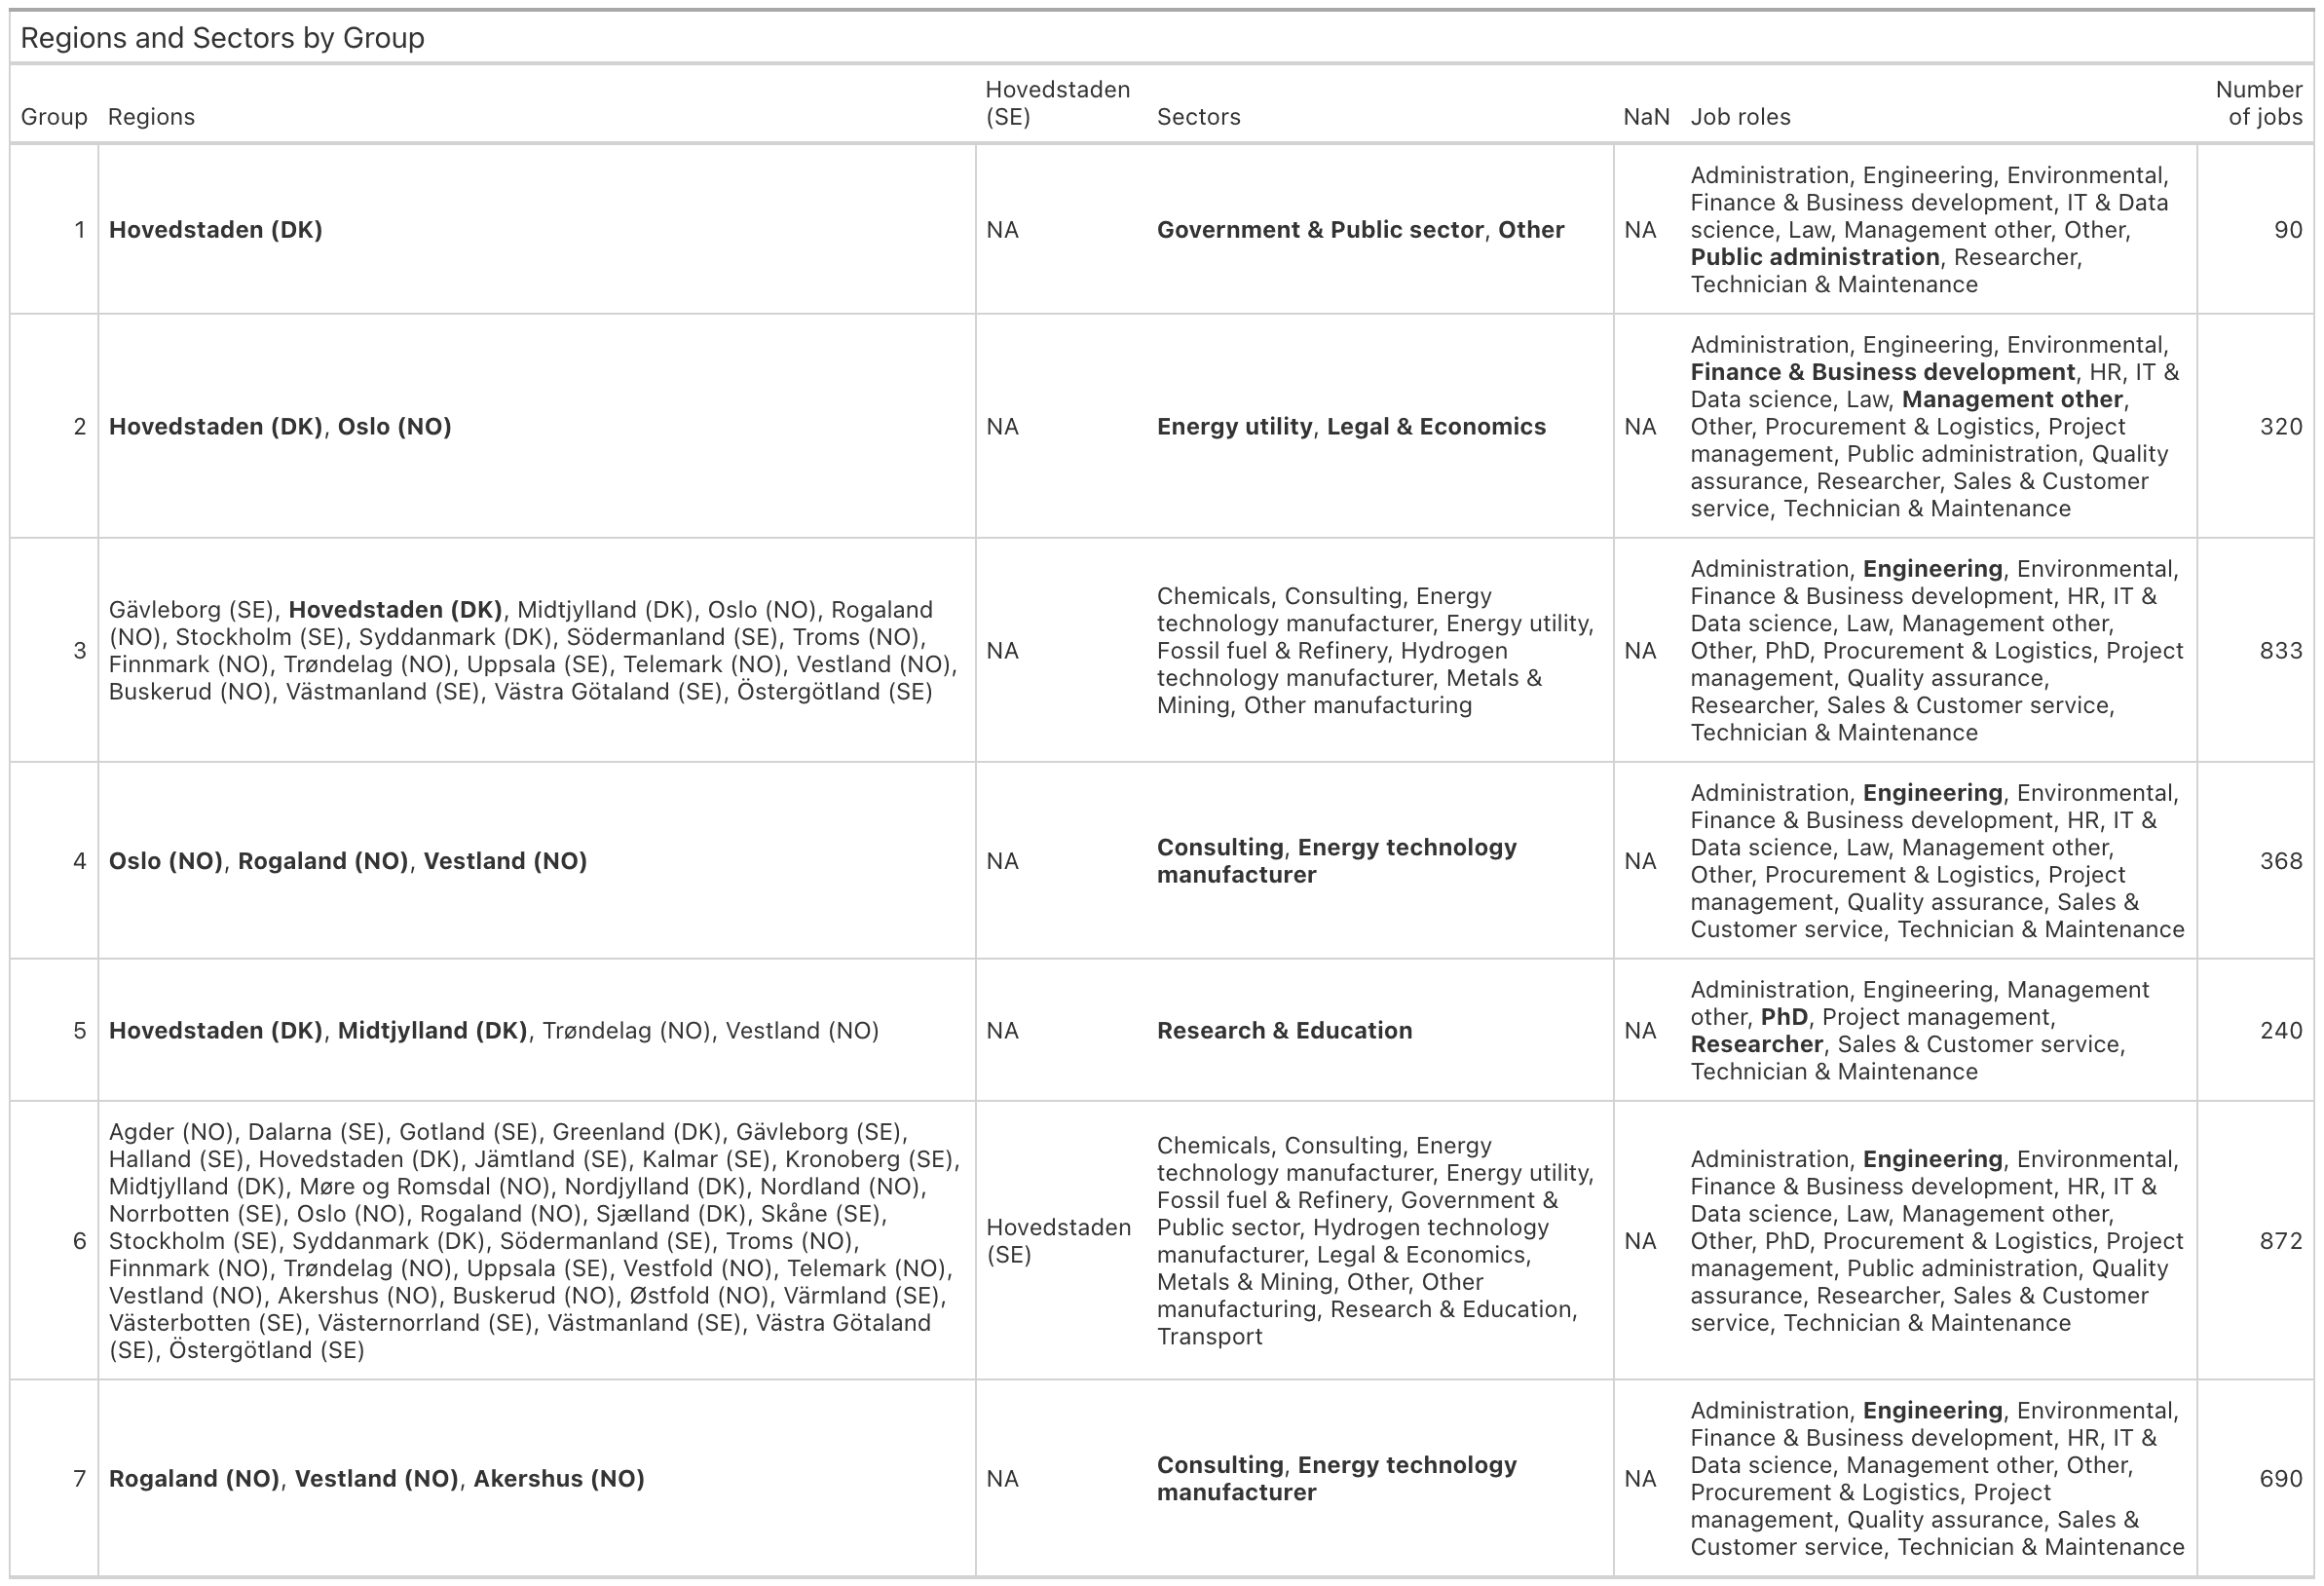 Regions and Sectors by Group
Group
Regions
Hovedstaden
(SE)
Sectors
NaN
Job roles
Number
of jobs
1
Hovedstaden (DK)
NA
Government & Public sector, Other
NA
Administration, Engineering, Environmental,
Finance & Business development, IT & Data
science, Law, Management other, Other,
Public administration, Researcher,
Technician & Maintenance
90
2
Hovedstaden (DK), Oslo (NO)
NA
Energy utility, Legal & Economics
NA
Administration, Engineering, Environmental,
Finance & Business development, HR, IT &
Data science, Law, Management other,
Other, Procurement & Logistics, Project
management, Public administration, Quality
assurance, Researcher, Sales & Customer
service, Technician & Maintenance
320
3
Gävleborg (SE), Hovedstaden (DK), Midtjylland (DK), Oslo (NO), Rogaland
(NO), Stockholm (SE), Syddanmark (DK), Södermanland (SE), Troms (NO),
Finnmark (NO), Trøndelag (NO), Uppsala (SE), Telemark (NO), Vestland (NO),
Buskerud (NO), Västmanland (SE), Västra Götaland (SE), Östergötland (SE)
NA
Chemicals, Consulting, Energy
technology manufacturer, Energy utility,
Fossil fuel & Refinery, Hydrogen
technology manufacturer, Metals &
Mining, Other manufacturing
NA
Administration, Engineering, Environmental,
Finance & Business development, HR, IT &
Data science, Law, Management other,
Other, PhD, Procurement & Logistics, Project
management, Quality assurance,
Researcher, Sales & Customer service,
Technician & Maintenance
833
4
Oslo (NO), Rogaland (NO), Vestland (NO)
NA
Consulting, Energy technology
manufacturer
NA
Administration, Engineering, Environmental,
Finance & Business development, HR, IT &
Data science, Law, Management other,
Other, Procurement & Logistics, Project
management, Quality assurance, Sales &
Customer service, Technician & Maintenance
368
5
Hovedstaden (DK), Midtjylland (DK), Trøndelag (NO), Vestland (NO)
NA
Research & Education
NA
Administration, Engineering, Management
other, PhD, Project management,
Researcher, Sales & Customer service,
Technician & Maintenance
240
6
Agder (NO), Dalarna (SE), Gotland (SE), Greenland (DK), Gävleborg (SE),
Halland (SE), Hovedstaden (DK), Jämtland (SE), Kalmar (SE), Kronoberg (SE),
Midtjylland (DK), Møre og Romsdal (NO), Nordjylland (DK), Nordland (NO),
Norrbotten (SE), Oslo (NO), Rogaland (NO), Sjælland (DK), Skåne (SE),
Stockholm (SE), Syddanmark (DK), Södermanland (SE), Troms (NO),
Finnmark (NO), Trøndelag (NO), Uppsala (SE), Vestfold (NO), Telemark (NO),
Vestland (NO), Akershus (NO), Buskerud (NO), Østfold (NO), Värmland (SE),
Västerbotten (SE), Västernorrland (SE), Västmanland (SE), Västra Götaland
(SE), Östergötland (SE)
Hovedstaden
(SE)
Chemicals, Consulting, Energy
technology manufacturer, Energy utility,
Fossil fuel & Refinery, Government &
Public sector, Hydrogen technology
manufacturer, Legal & Economics,
Metals & Mining, Other, Other
manufacturing, Research & Education,
Transport
NA
Administration, Engineering, Environmental,
Finance & Business development, HR, IT &
Data science, Law, Management other,
Other, PhD, Procurement & Logistics, Project
management, Public administration, Quality
assurance, Researcher, Sales & Customer
service, Technician & Maintenance
872
7
Rogaland (NO), Vestland (NO), Akershus (NO)
NA
Consulting, Energy technology
manufacturer
NA
Administration, Engineering, Environmental,
Finance & Business development, HR, IT &
Data science, Management other, Other,
Procurement & Logistics, Project
management, Quality assurance, Sales &
Customer service, Technician & Maintenance
690